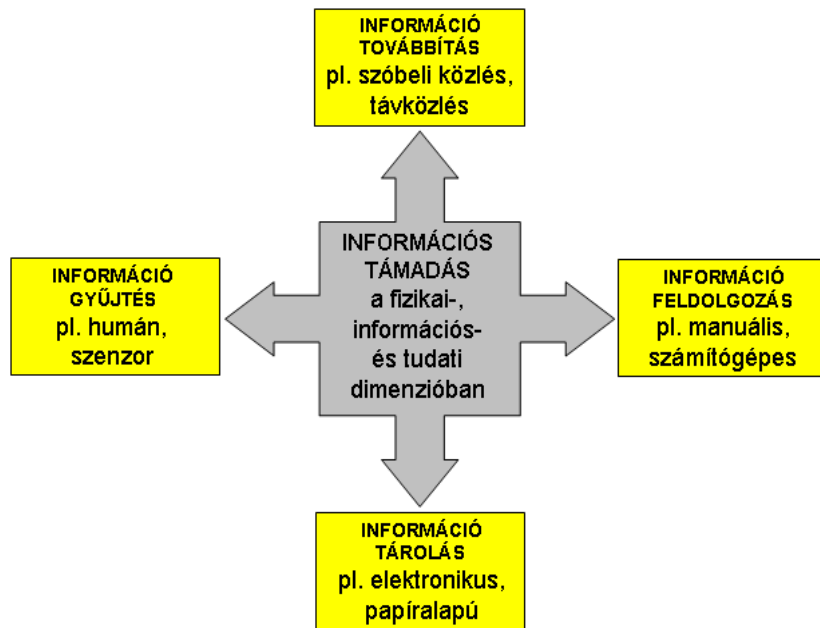 INFORMÁCIÓ
TOVÁBBÍTÁS
pl. szóbeli közlés,
távközlés
INFORMÁCIÓ
GYŰJTÉS
pl. humán,
szenzor
INFORMÁCIÓS
TÁMADÁS
a fizikai-,
információs-
és tudati
dimenzióban
INFORMÁCIÓ
FELDOLGOZÁS
pl. manuális,
számítógépes
INFORMÁCIÓ
TÁROLÁS
pl. elektronikus,
papíralapú